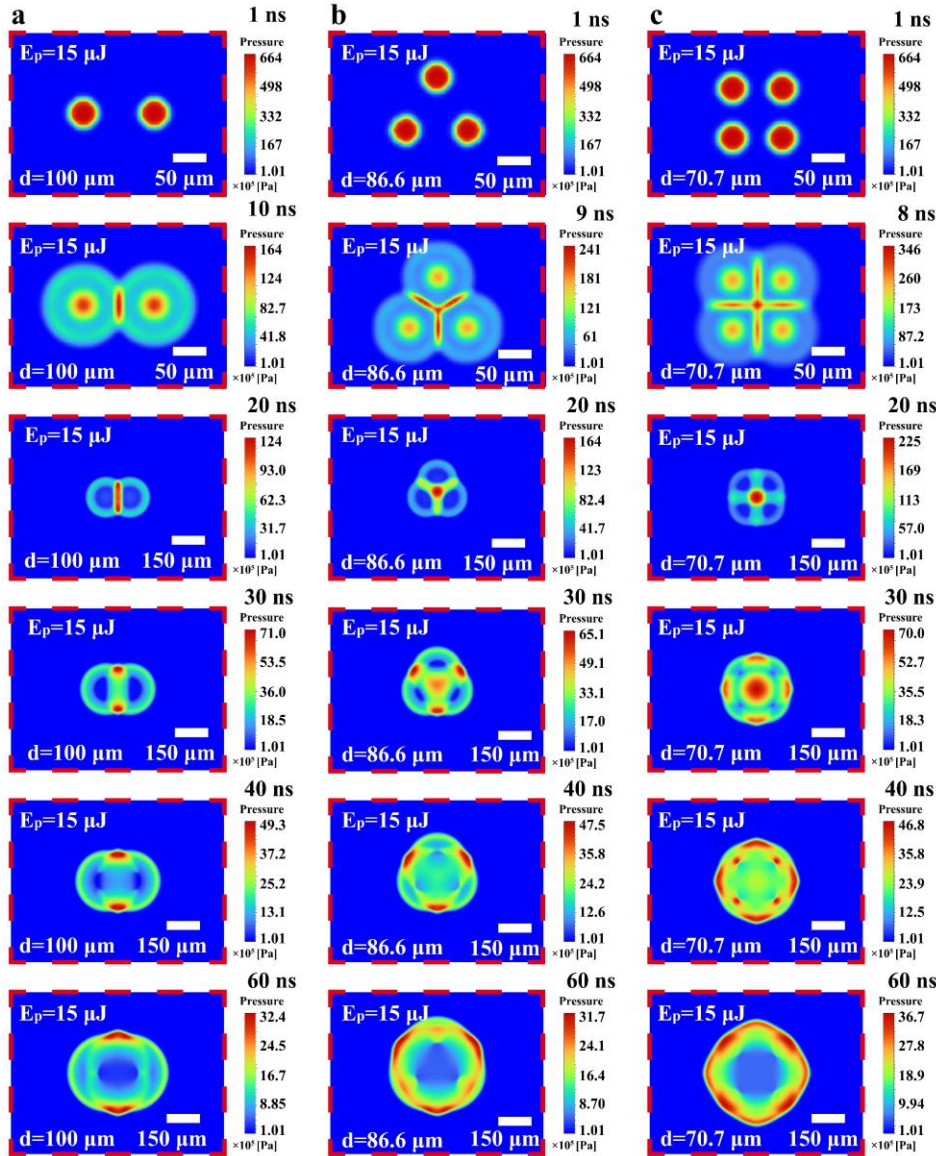 a
1 ns
Ep=15 μJ
Pressure
664
498
332
167
1.01
×10⁵ [Pa]
d=100 μm
50 μm
b
1 ns
Ep=15 μJ
Pressure
664
498
332
167
1.01
×10⁵ [Pa]
d=86.6 μm
50 μm
c
1 ns
Ep=15 μJ
Pressure
664
498
332
167
1.01
×10⁵ [Pa]
d=70.7 μm
50 μm
10 ns
Ep=15 μJ
Pressure
164
124
82.7
41.8
1.01
×10⁵ [Pa]
d=100 μm
50 μm
9 ns
Ep=15 μJ
Pressure
241
181
121
61
1.01
×10⁵ [Pa]
d=86.6 μm
50 μm
8 ns
Ep=15 μJ
Pressure
346
260
173
87.2
1.01
×10⁵ [Pa]
d=70.7 μm
50 μm
20 ns
Ep=15 μJ
Pressure
124
93.0
62.3
31.7
1.01
×10⁵ [Pa]
d=100 μm
150 μm
20 ns
Ep=15 μJ
Pressure
164
123
82.4
41.7
1.01
×10⁵ [Pa]
d=86.6 μm
150 μm
20 ns
Ep=15 μJ
Pressure
225
169
113
57.0
1.01
×10⁵ [Pa]
d=70.7 μm
150 μm
30 ns
Ep=15 μJ
Pressure
71.0
53.5
36.0
18.5
1.01
×10⁵ [Pa]
d=100 μm
150 μm
30 ns
Ep=15 μJ
Pressure
65.1
49.1
33.1
17.0
1.01
×10⁵ [Pa]
d=86.6 μm
150 μm
30 ns
Ep=15 μJ
Pressure
70.0
52.7
35.5
18.3
1.01
×10⁵ [Pa]
d=70.7 μm
150 μm
40 ns
Ep=15 μJ
Pressure
49.3
37.2
25.2
13.1
1.01
×10⁵ [Pa]
d=100 μm
150 μm
40 ns
Ep=15 μJ
Pressure
47.5
35.8
24.2
12.6
1.01
×10⁵ [Pa]
d=86.6 μm
150 μm
40 ns
Ep=15 μJ
Pressure
46.8
35.8
23.9
12.5
1.01
×10⁵ [Pa]
d=70.7 μm
150 μm
60 ns
Ep=15 μJ
Pressure
32.4
24.5
16.7
8.85
1.01
×10⁵ [Pa]
d=100 μm
150 μm
60 ns
Ep=15 μJ
Pressure
31.7
24.1
16.4
8.70
1.01
×10⁵ [Pa]
d=86.6 μm
150 μm
60 ns
Ep=15 μJ
Pressure
36.7
27.8
18.9
9.94
1.01
×10⁵ [Pa]
d=70.7 μm
150 μm